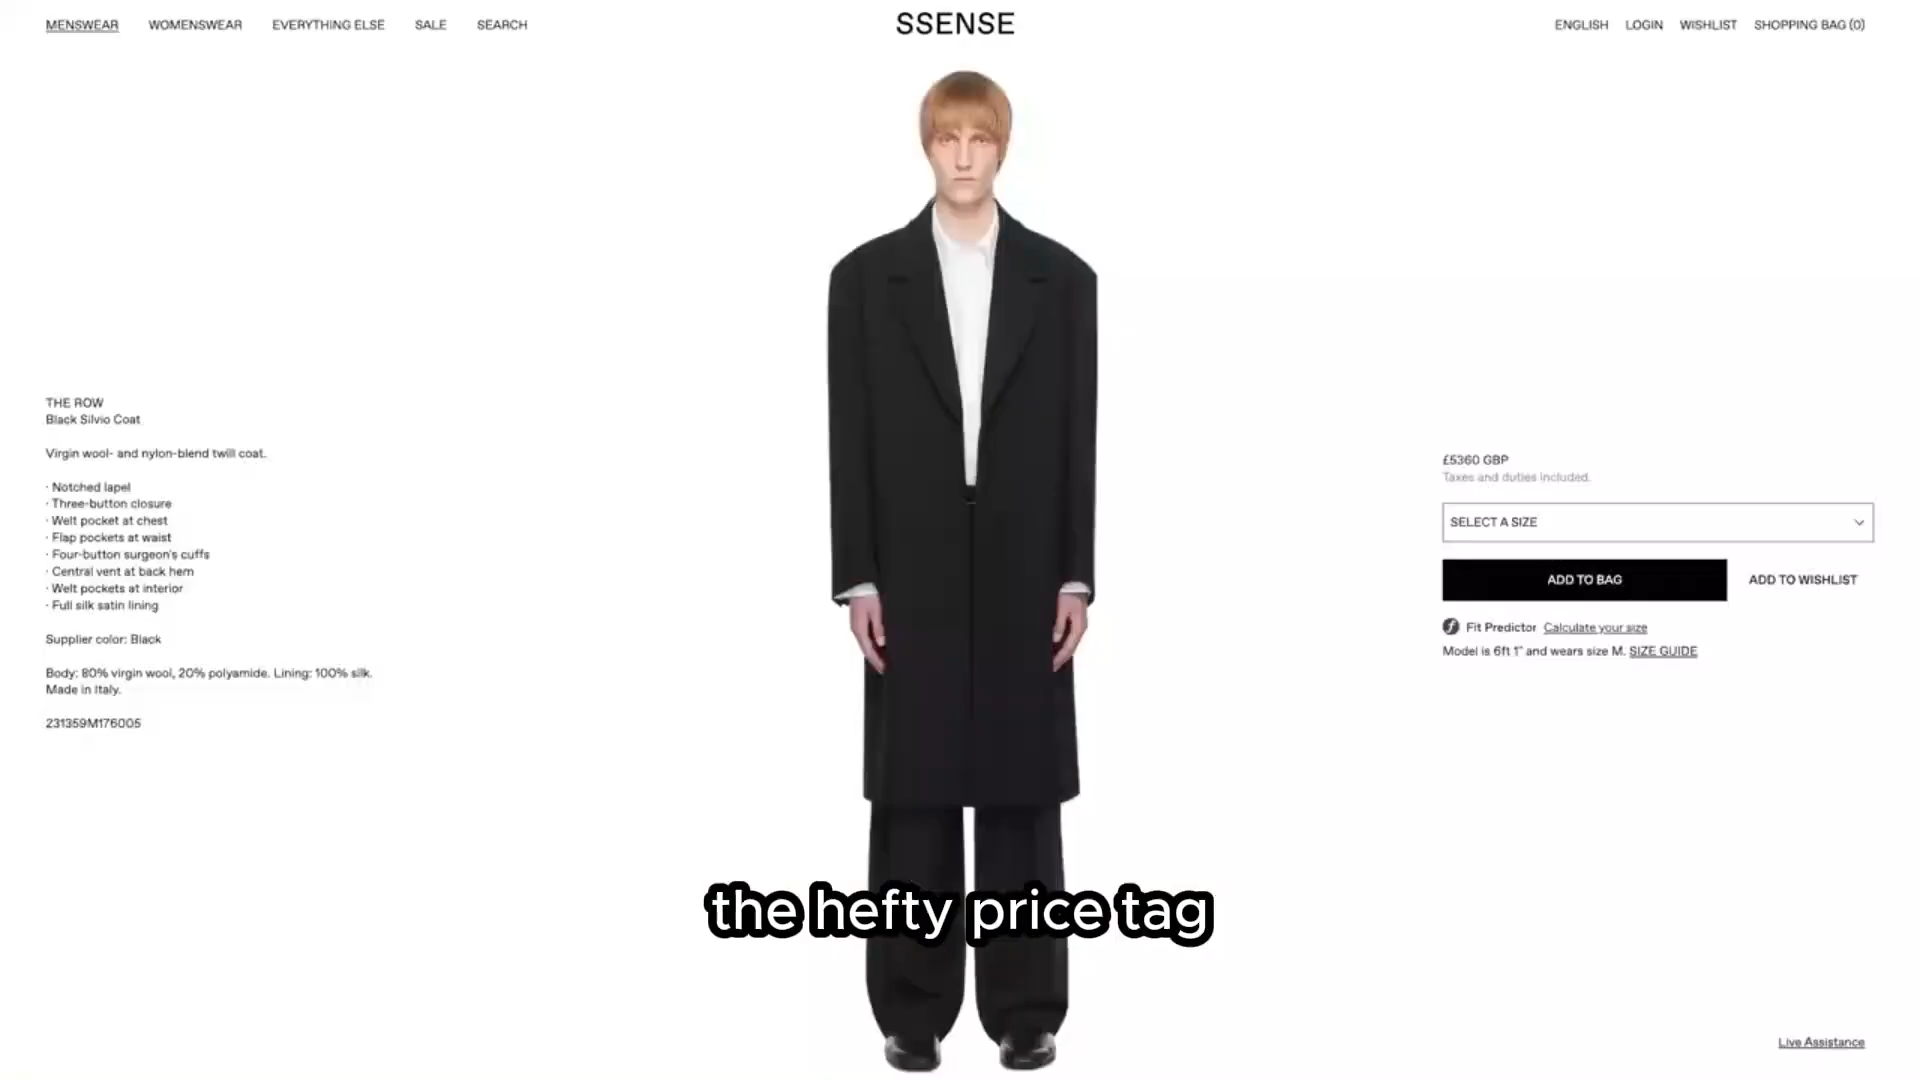 MENSWEAR WOMENSWEAR EVERYTHING ELSE SALE SEARCH
SSENSE
ENGLISH LOGIN WISHLIST SHOPPING BAG (0)
THE ROW
Black Silvio Coat
Virgin wool- and nylon-blend twill coat.
· Notched lapel
· Three-button closure
· Welt pocket at chest
· Flap pockets at waist
· Four-button surgeon's cuffs
· Central vent at back hem
· Welt pockets at interior
· Full silk satin lining
Supplier color: Black
Body: 80% virgin wool, 20% polyamide. Lining: 100% silk.
Made in Italy.
231359M176005
£5360 GBP
Taxes and duties included.
SELECT A SIZE
ADD TO BAG ADD TO WISHLIST
Fit Predictor Calculate your size
Model is 6ft 1" and wears size M. SIZE GUIDE
the hefty price tag
Live Assistance